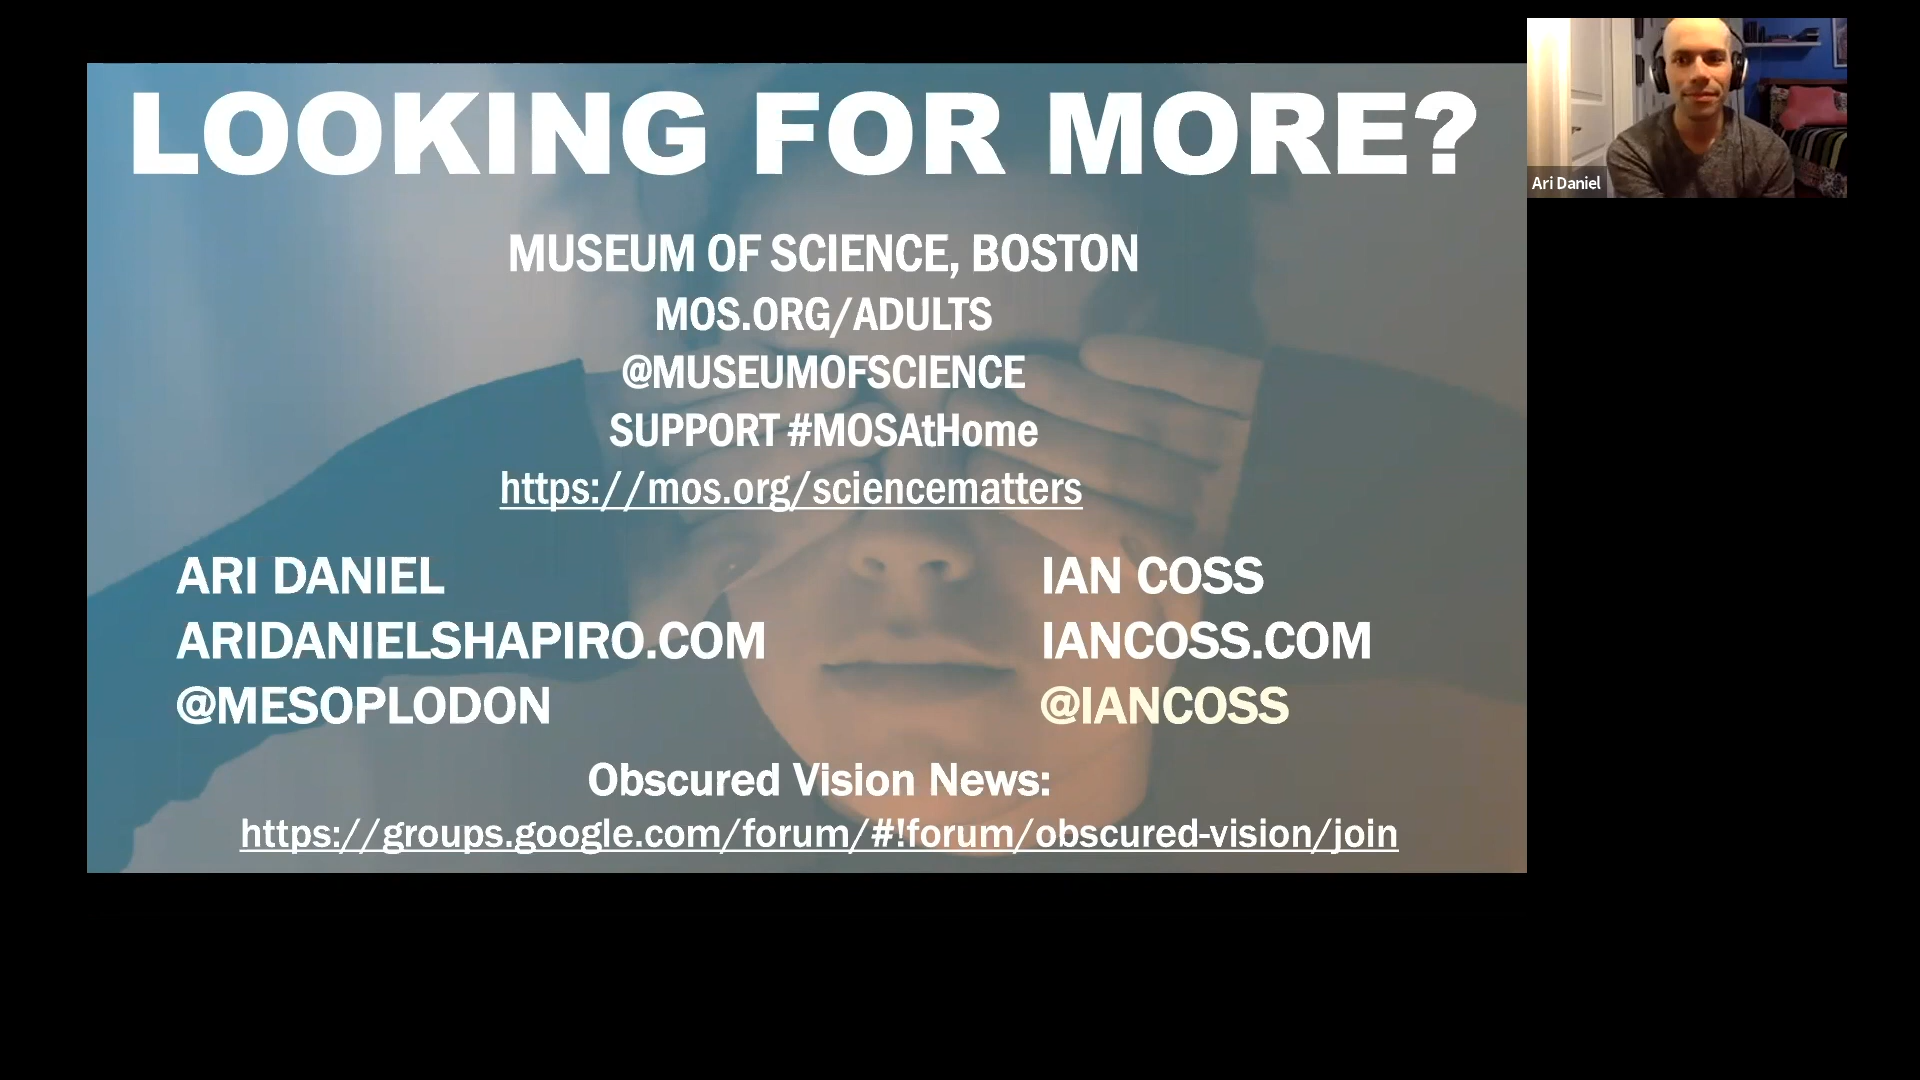 LOOKING FOR MORE?
MUSEUM OF SCIENCE, BOSTON
MOS.ORG/ADULTS
@MUSEUMOFSCIENCE
SUPPORT #MOSAtHome
https://mos.org/sciencematters
ARI DANIEL
ARIDANIELSHAPIRO.COM
@MESOPLODON
IAN COSS
IANCOSS.COM
@IANCOSS
Obscured Vision News:
https://groups.google.com/forum/#!forum/obscured-vision/join
Ari Daniel